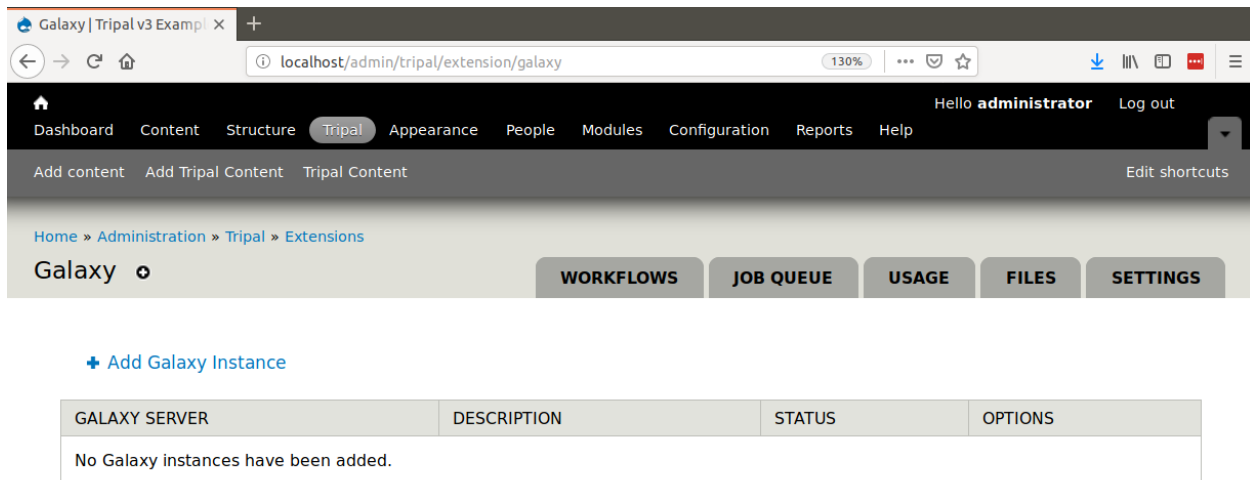 Galaxy | Tripal v3 Exampl
localhost/admin/tripal/extension/galaxy 130%
Hello administrator Log out
Dashboard Content Structure Tripal Appearance People Modules Configuration Reports Help
Add content Add Tripal Content Tripal Content Edit shortcuts
Home » Administration » Tripal » Extensions
Galaxy WORKFLOWS JOB QUEUE USAGE FILES SETTINGS
Add Galaxy Instance
GALAXY SERVER DESCRIPTION STATUS OPTIONS
No Galaxy instances have been added.